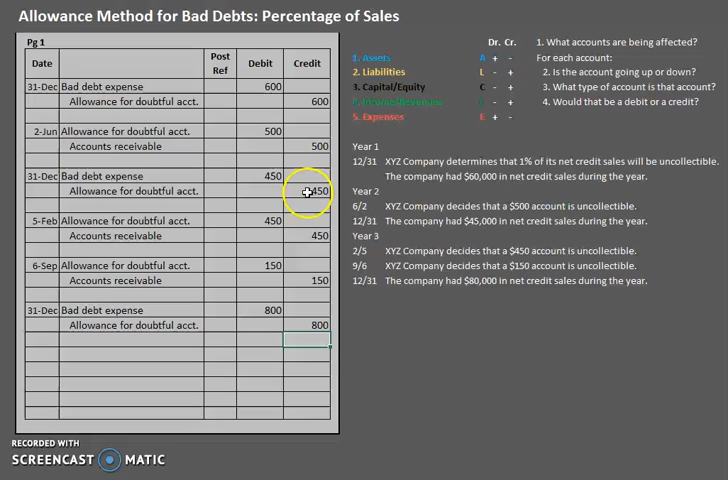 Allowance Method for Bad Debts: Percentage of Sales
Pg 1
Date Post Ref Debit Credit
31-Dec Bad debt expense 600
Allowance for doubtful acct. 600
2-Jun Allowance for doubtful acct. 500
Accounts receivable 500
31-Dec Bad debt expense 450
Allowance for doubtful acct. 450
5-Feb Allowance for doubtful acct. 450
Accounts receivable 450
6-Sep Allowance for doubtful acct. 150
Accounts receivable 150
31-Dec Bad debt expense 800
Allowance for doubtful acct. 800
Dr. Cr.
1. Assets A + -
2. Liabilities L - +
3. Capital/Equity C - +
4. Income/Revenue I - +
5. Expenses E + -
1. What accounts are being affected?
For each account:
2. Is the account going up or down?
3. What type of account is that account?
4. Would that be a debit or a credit?
Year 1
12/31 XYZ Company determines that 1% of its net credit sales will be uncollectible.
The company had $60,000 in net credit sales during the year.
Year 2
6/2 XYZ Company decides that a $500 account is uncollectible.
12/31 The company had $45,000 in net credit sales during the year.
Year 3
2/5 XYZ Company decides that a $450 account is uncollectible.
9/6 XYZ Company decides that a $150 account is uncollectible.
12/31 The company had $80,000 in net credit sales during the year.
RECORDED WITH
SCREENCAST MATIC